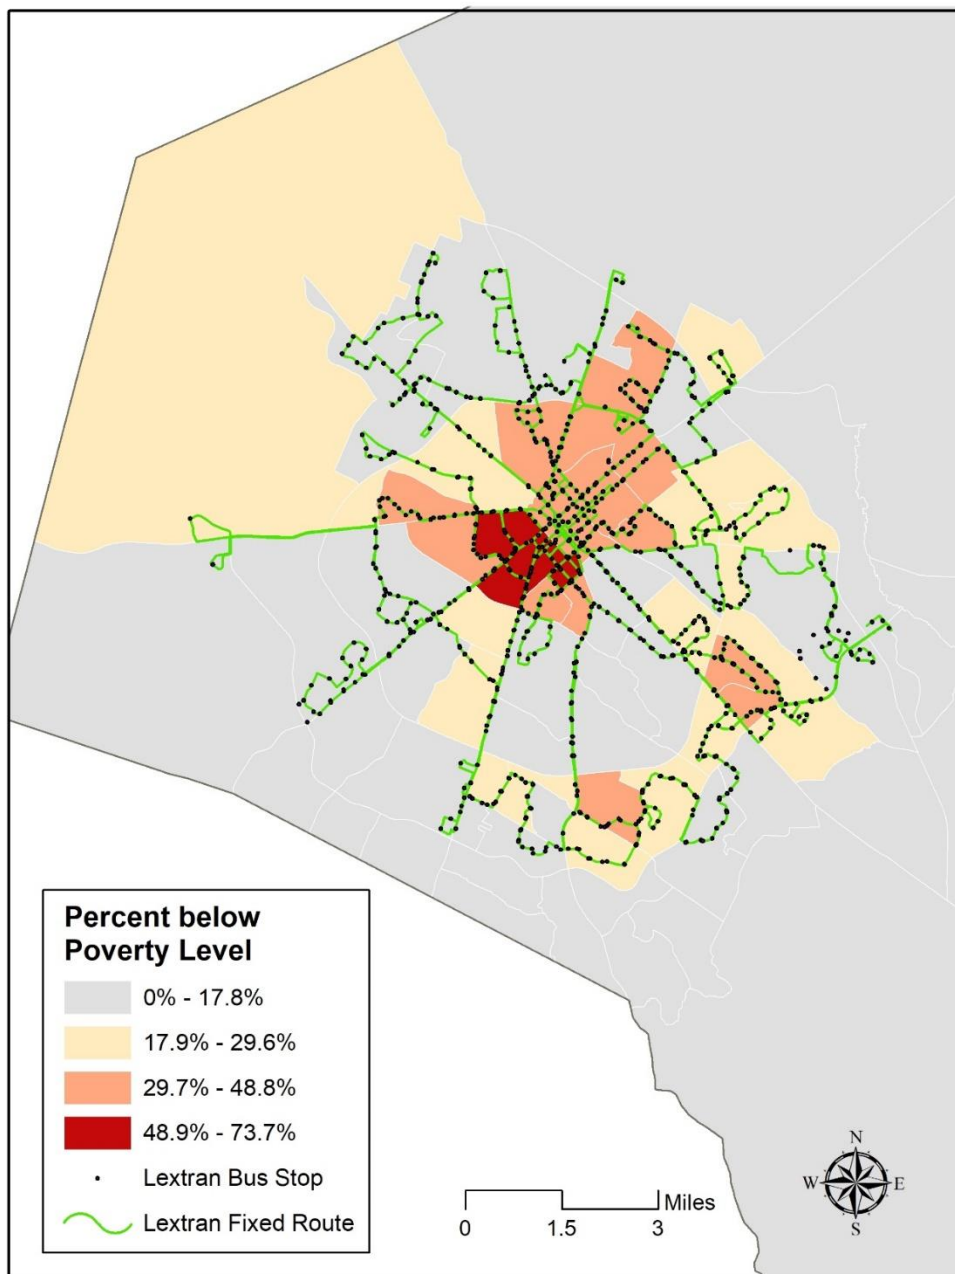 Percent below
Poverty Level
0% - 17.8%
17.9% - 29.6%
29.7% - 48.8%
48.9% - 73.7%
Lextran Bus Stop
Lextran Fixed Route
Miles
0 1.5 3
N
W E
S